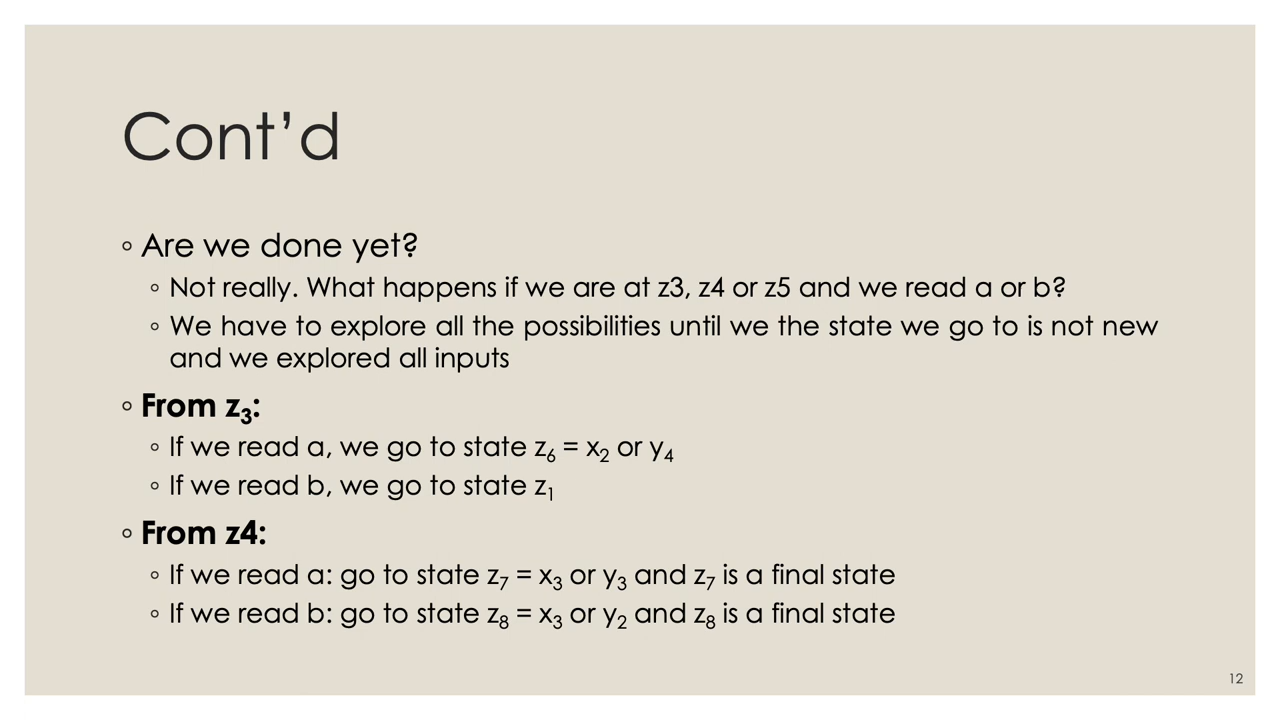 Cont’d
◦ Are we done yet?
◦ Not really. What happens if we are at z3, z4 or z5 and we read a or b?
◦ We have to explore all the possibilities until we the state we go to is not new
and we explored all inputs
◦ From z₃:
◦ If we read a, we go to state z₆ = x₂ or y₄
◦ If we read b, we go to state z₁
◦ From z4:
◦ If we read a: go to state z₇ = x₃ or y₃ and z₇ is a final state
◦ If we read b: go to state z₈ = x₃ or y₂ and z₈ is a final state
12